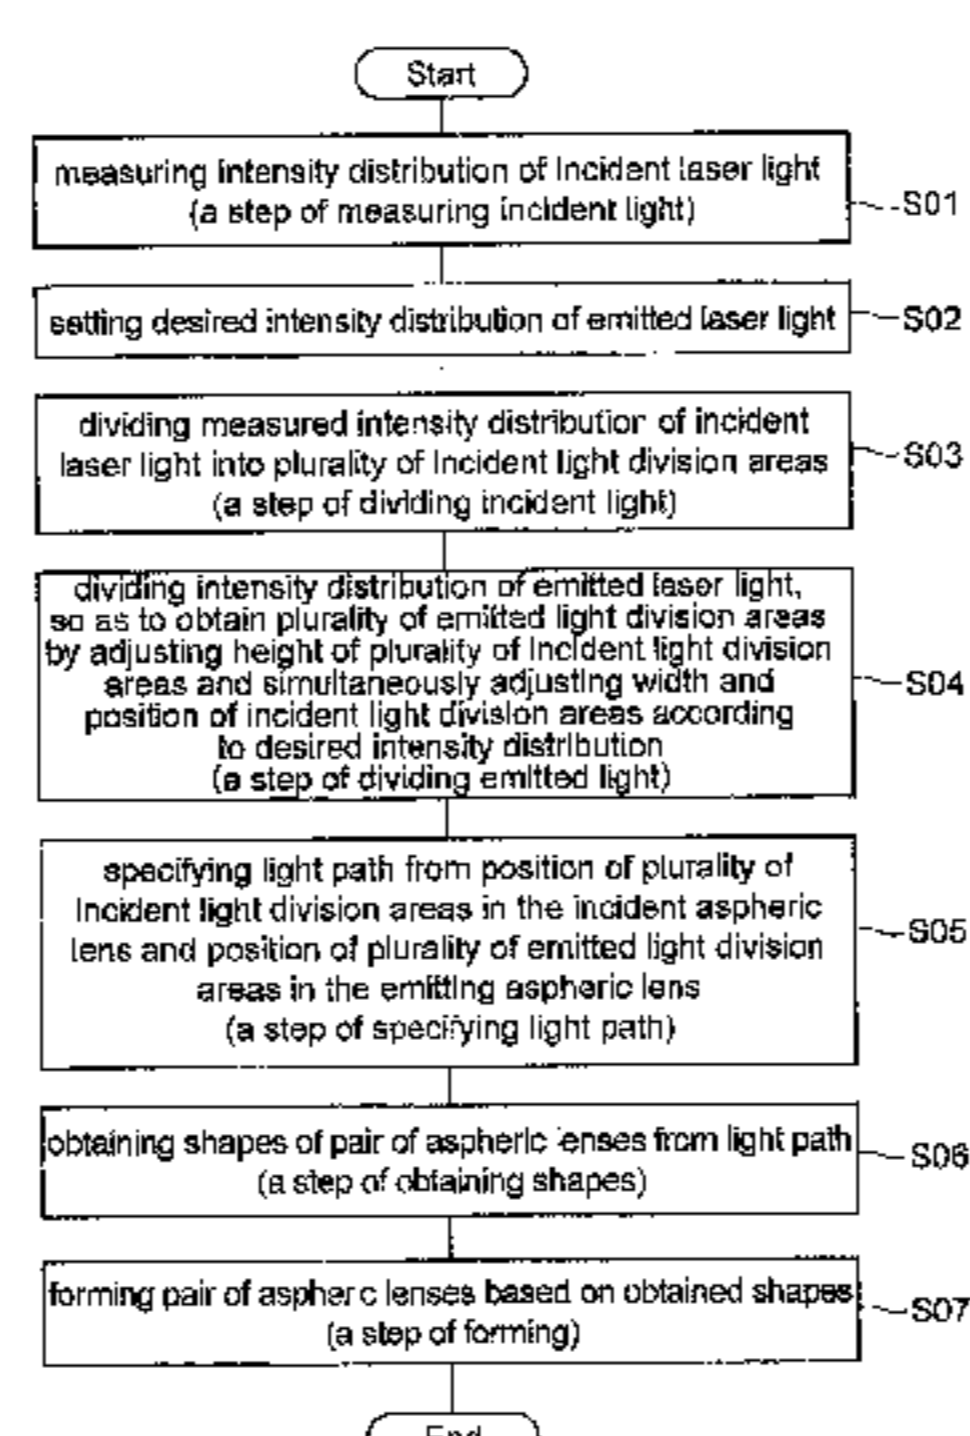 Start
measuring intensity distribution of incident laser light
(a step of measuring incident light)
S01
setting desired intensity distribution of emitted laser light
S02
dividing measured intensity distribution of incident
laser light into plurality of incident light division areas
(a step of dividing incident light)
S03
dividing intensity distribution of emitted laser light,
so as to obtain plurality of emitted light division areas
by adjusting height of plurality of incident light division
areas and simultaneously adjusting width and
position of incident light division areas according
to desired intensity distribution
(a step of dividing emitted light)
S04
specifying light path from position of plurality of
incident light division areas in the incident aspheric
lens and position of plurality of emitted light division
areas in the emitting aspheric lens
(a step of specifying light path)
S05
obtaining shapes of pair of aspheric lenses from light path
(a step of obtaining shapes)
S06
forming pair of aspheric lenses based on obtained shapes
(a step of forming)
S07
End